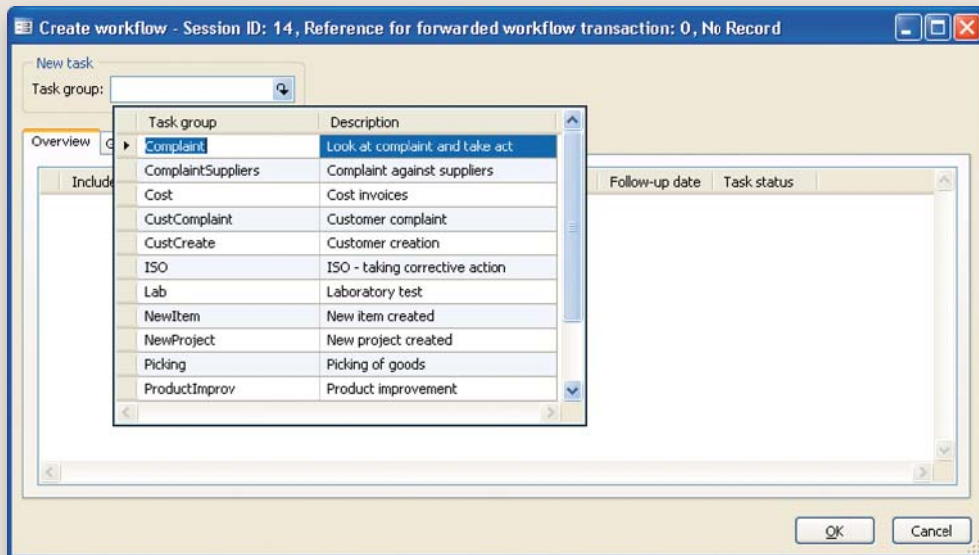 Create workflow - Session ID: 14, Reference for forwarded workflow transaction: 0, No Record
New task
Task group:
Task group Description
Overview G
Complaint Look at complaint and take act
ComplaintSuppliers Complaint against suppliers
Include Follow-up date Task status
Cost Cost invoices
CustComplaint Customer complaint
CustCreate Customer creation
ISO ISO - taking corrective action
Lab Laboratory test
NewItem New item created
NewProject New project created
Picking Picking of goods
ProductImprov Product improvement
OK Cancel